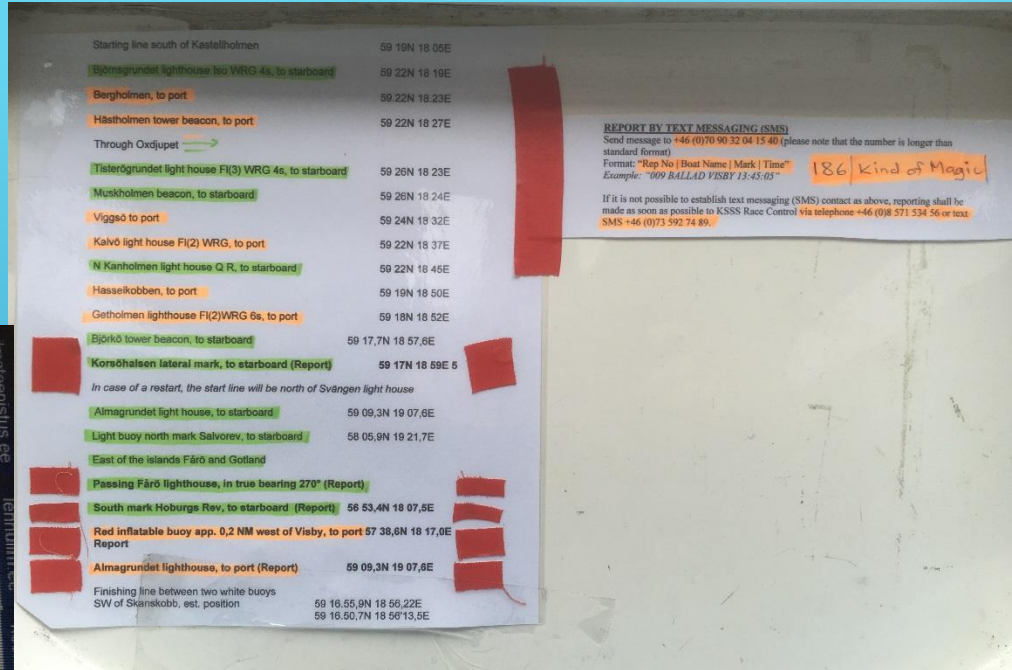 Starting line south of Kastellholmen 59 19N 18 05E
Björnsgrundet lighthouse Iso WRG 4s, to starboard 59 22N 18 19E
Bergholmen, to port 59 22N 18.23E
Hästholmen tower beacon, to port 59 22N 18 27E
Through Oxdjupet
Tisterögrundet light house Fl(3) WRG 4s, to starboard 59 26N 18 23E
Muskholmen beacon, to starboard 59 26N 18 24E
Viggsö to port 59 24N 18 32E
Kalvö light house Fl(2) WRG, to port 59 22N 18 37E
N Kanholmen light house Q R, to starboard 59 22N 18 45E
Hasselkobben, to port 59 19N 18 50E
Getholmen lighthouse Fl(2)WRG 6s, to port 59 18N 18 52E
Björkö tower beacon, to starboard 59 17,7N 18 57,6E
Korsöhalsen lateral mark, to starboard (Report) 59 17N 18 59E 5
In case of a restart, the start line will be north of Svängen light house
Almagrundet light house, to starboard 59 09,3N 19 07,6E
Light buoy north mark Salvorev, to starboard 58 05,9N 19 21,7E
East of the islands Fårö and Gotland
Passing Fårö lighthouse, in true bearing 270° (Report)
South mark Hoburgs Rev, to starboard (Report) 56 53,4N 18 07,5E
Red inflatable buoy app. 0,2 NM west of Visby, to port 57 38,6N 18 17,0E
Report
Almagrundet lighthouse, to port (Report) 59 09,3N 19 07,6E
Finishing line between two white buoys
SW of Skanskobb, est. position 59 16.55,9N 18 56,22E
59 16.50,7N 18 56'13,5E
REPORT BY TEXT MESSAGING (SMS)
Send message to +46 (0)70 90 32 04 15 40 (please note that the number is longer than
standard format)
Format: "Rep No | Boat Name | Mark | Time"
Example: "009 BALLAD VISBY 13:45:05"
186 | Kind of Magic |
If it is not possible to establish text messaging (SMS) contact as above, reporting shall be
made as soon as possible to KSSS Race Control via telephone +46 (0)8 571 534 56 or text
SMS +46 (0)73 592 74 89.
lennuliin.ee